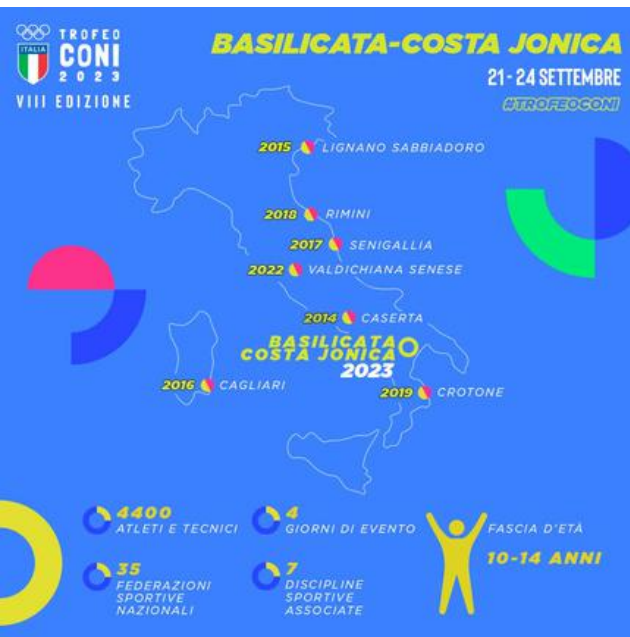 TROFEO
ITALIA
CONI
2023
VIII EDIZIONE
BASILICATA-COSTA JONICA
21-24 SETTEMBRE
#TROFEOCONI
2015 LIGNANO SABBIADORO
2018 RIMINI
2017 SENIGALLIA
2022 VALDICHIANA SENESE
2014 CASERTA
BASILICATA
COSTA JONICA
2023
2016 CAGLIARI
2019 CROTONE
4400
ATLETI E TECNICI
4
GIORNI DI EVENTO
35
FEDERAZIONI
SPORTIVE
NAZIONALI
7
DISCIPLINE
SPORTIVE
ASSOCIATE
FASCIA D'ETÀ
10-14 ANNI